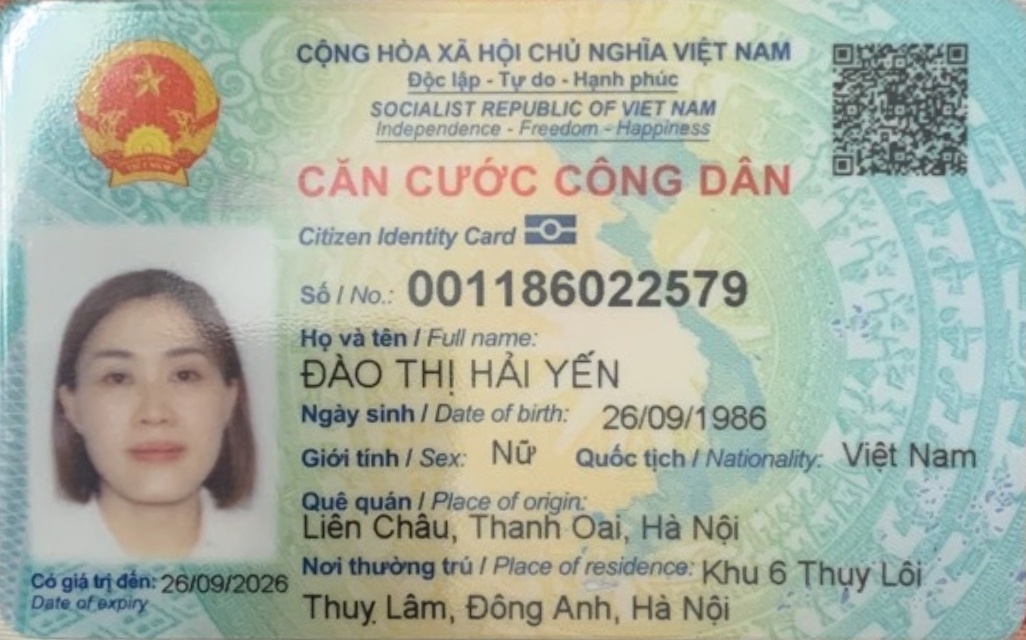 CỘNG HÒA XÃ HỘI CHỦ NGHĨA VIỆT NAM
Độc lập - Tự do - Hạnh phúc
SOCIALIST REPUBLIC OF VIET NAM
Independence - Freedom - Happiness
CĂN CƯỚC CÔNG DÂN
Citizen Identity Card
Số / No.: 001186022579
Họ và tên / Full name:
ĐÀO THỊ HẢI YẾN
Ngày sinh / Date of birth: 26/09/1986
Giới tính / Sex: Nữ Quốc tịch / Nationality: Việt Nam
Quê quán / Place of origin:
Liên Châu, Thanh Oai, Hà Nội
Nơi thường trú / Place of residence: Khu 6 Thụy Lôi
Thuỵ Lâm, Đông Anh, Hà Nội
Có giá trị đến: 26/09/2026
Date of expiry